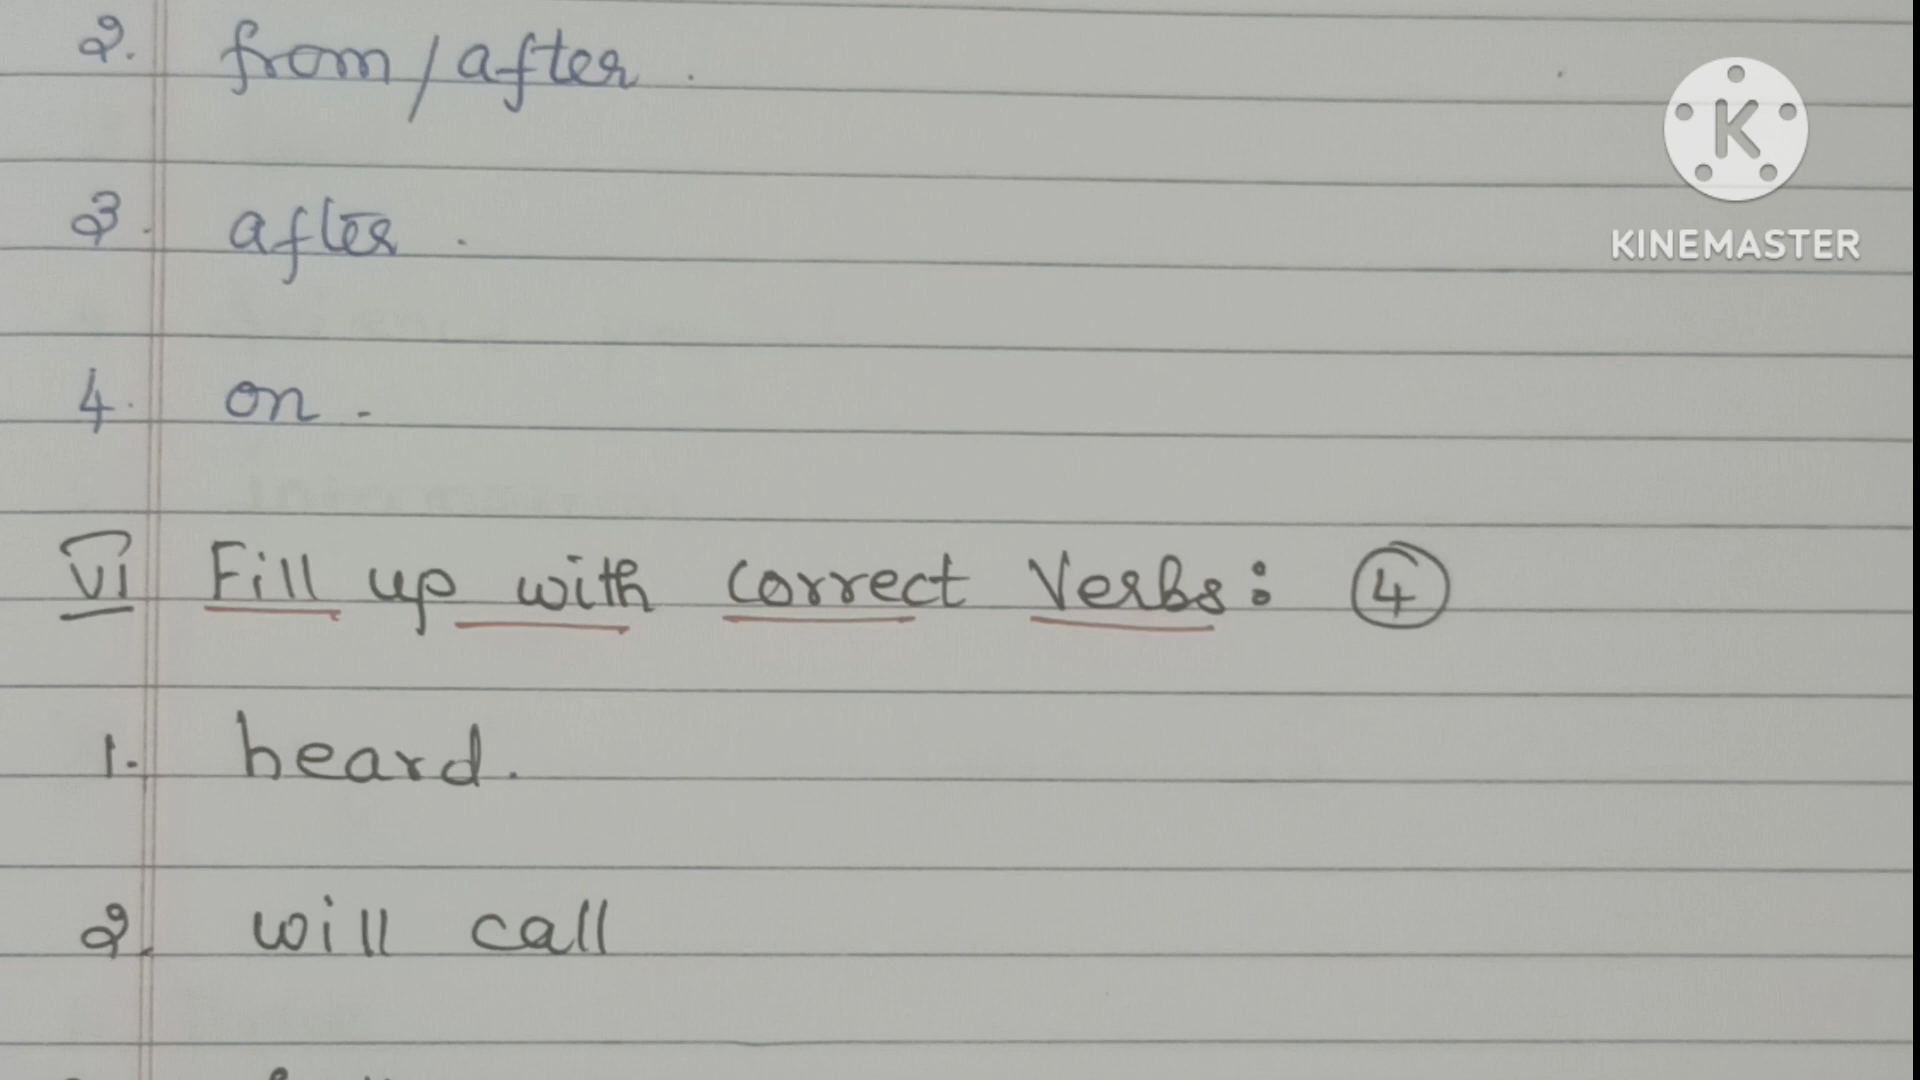 2. from/after.
K
KINEMASTER
3. after.
4. on.
VI Fill up with correct Verbs: 4
1. heard.
2. will call